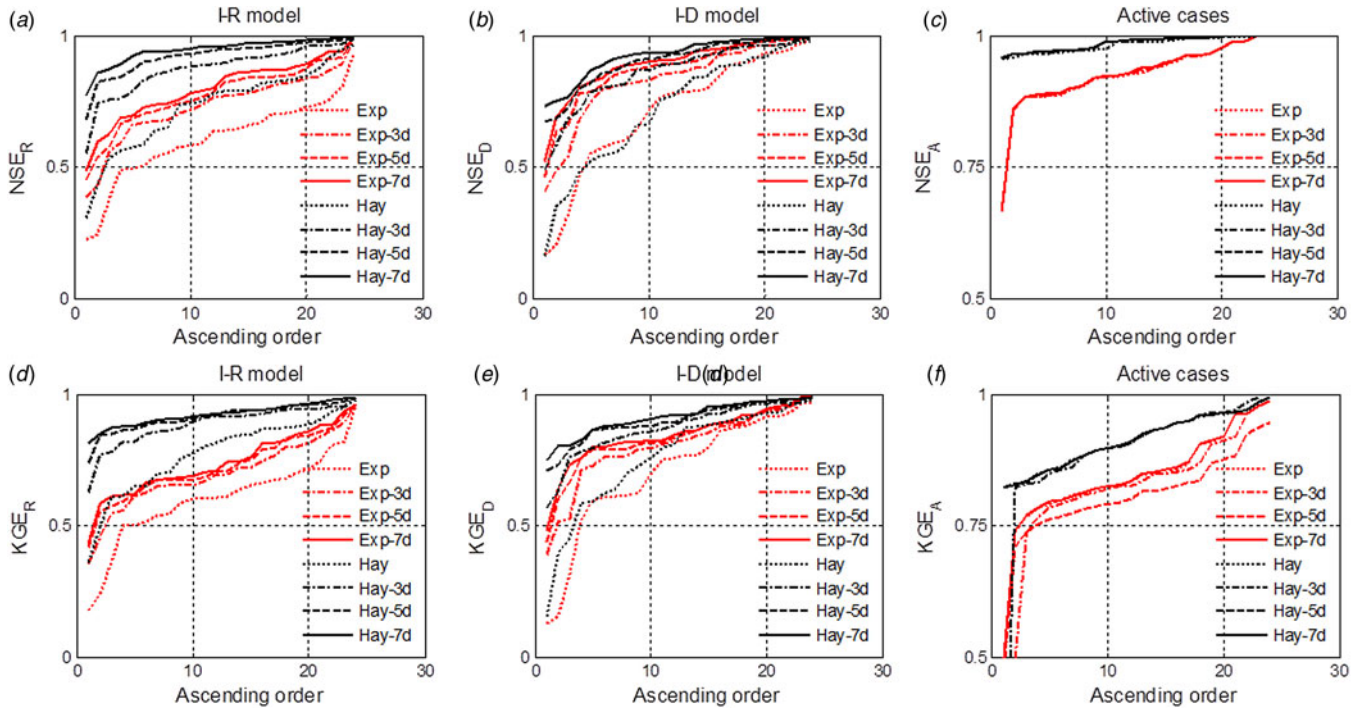 (a) I-R model
1
NSE_R
0.5
0
0 10 20 30
Ascending order
Exp
Exp-3d
Exp-5d
Exp-7d
Hay
Hay-3d
Hay-5d
Hay-7d
(b) I-D model
1
NSE_D
0.5
0
0 10 20 30
Ascending order
Exp
Exp-3d
Exp-5d
Exp-7d
Hay
Hay-3d
Hay-5d
Hay-7d
(c) Active cases
1
NSE_A
0.75
0.5
0 10 20 30
Ascending order
Exp
Exp-3d
Exp-5d
Exp-7d
Hay
Hay-3d
Hay-5d
Hay-7d
(d) I-R model
1
KGE_R
0.5
0
0 10 20 30
Ascending order
Exp
Exp-3d
Exp-5d
Exp-7d
Hay
Hay-3d
Hay-5d
Hay-7d
(e) I-D model
(d)
1
KGE_D
0.5
0
0 10 20 30
Ascending order
Exp
Exp-3d
Exp-5d
Exp-7d
Hay
Hay-3d
Hay-5d
Hay-7d
(f) Active cases
1
KGE_A
0.75
0.5
0 10 20 30
Ascending order
Exp
Exp-3d
Exp-5d
Exp-7d
Hay
Hay-3d
Hay-5d
Hay-7d